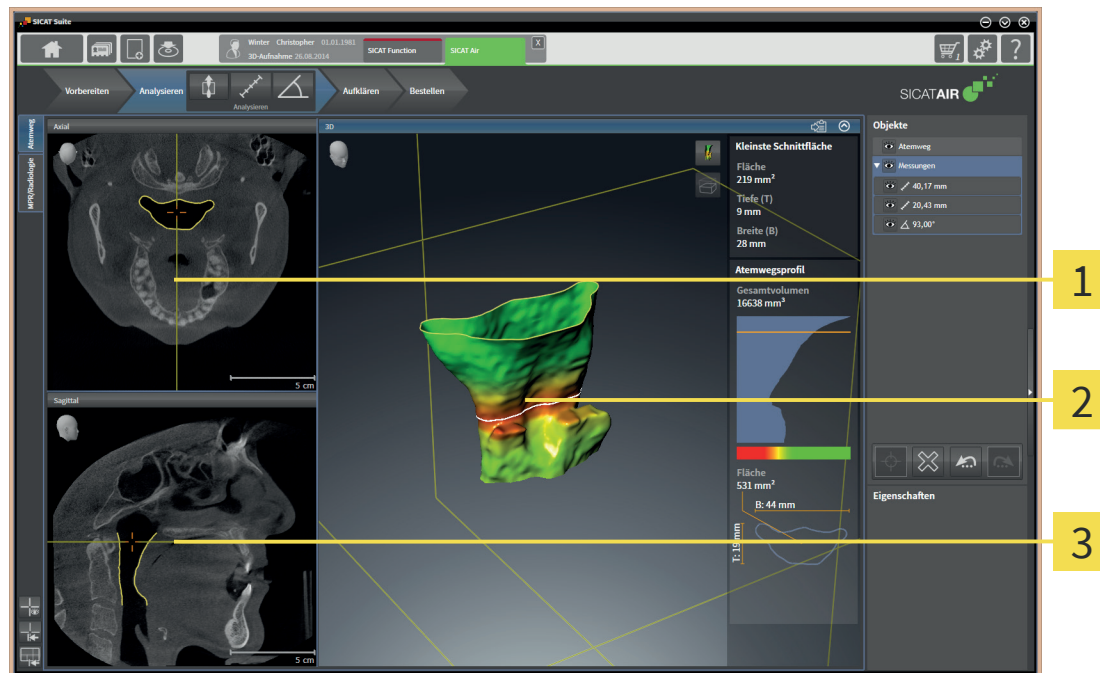 SICAT Suite
Winter Christopher 01.01.1981
3D-Aufnahme 26.08.2014
SICAT Function
SICAT Air
X
1
?
Vorbereiten
Analysieren
Analysieren
Aufklären
Bestellen
SICATAIR
Atemweg
MPR/Radiologie
Axial
5 cm
Sagittal
5 cm
3D
Kleinste Schnittfläche
Fläche
219 mm²
Tiefe (T)
9 mm
Breite (B)
28 mm
Atemwegsprofil
Gesamtvolumen
16638 mm³
Fläche
531 mm²
B: 44 mm
T: 19 mm
Objekte
Atemweg
Messungen
40,17 mm
20,43 mm
93,00°
Eigenschaften
1
2
3